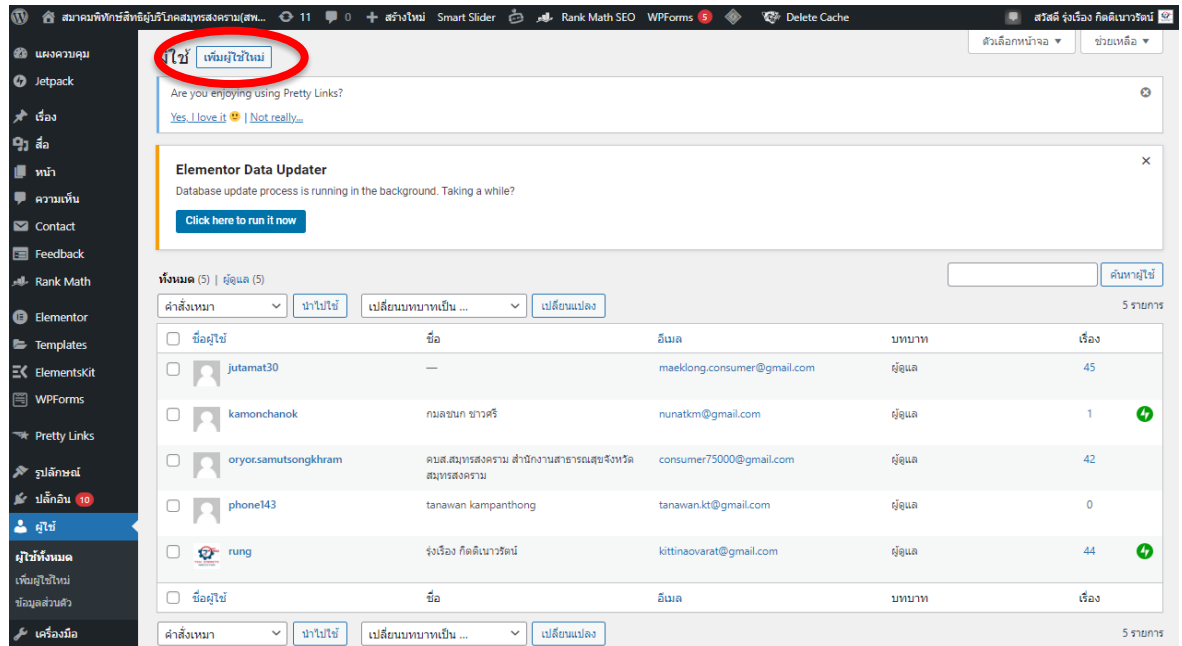 สมาคมพิทักษ์สิทธิผู้บริโภคสมุทรสงคราม(สพ... 11 0 + สร้างใหม่ Smart Slider Rank Math SEO WPForms 5 Delete Cache สวัสดี รุ่งเรือง กิตติเนาวรัตน์
แผงควบคุม
Jetpack
เรื่อง
สื่อ
หน้า
ความเห็น
Contact
Feedback
Rank Math
Elementor
Templates
ElementsKit
WPForms
Pretty Links
รูปลักษณ์
ปลั๊กอิน 10
ผู้ใช้
ผู้ใช้ทั้งหมด
เพิ่มผู้ใช้ใหม่
ข้อมูลส่วนตัว
เครื่องมือ
ตัวเลือกหน้าจอ ช่วยเหลือ
ผู้ใช้ เพิ่มผู้ใช้ใหม่
Are you enjoying using Pretty Links?
Yes, I love it | Not really...
Elementor Data Updater
Database update process is running in the background. Taking a while?
Click here to run it now
ทั้งหมด (5) | ผู้ดูแล (5)
ค้นหาผู้ใช้
คำสั่งเหมา นำไปใช้ เปลี่ยนบทบาทเป็น ... เปลี่ยนแปลง 5 รายการ
ชื่อผู้ใช้ ชื่อ อีเมล บทบาท เรื่อง
jutamat30 — maeklong.consumer@gmail.com ผู้ดูแล 45
kamonchanok กมลชนก ชาวศรี nunatkm@gmail.com ผู้ดูแล 1
oryor.samutsongkhram คบส.สมุทรสงคราม สำนักงานสาธารณสุขจังหวัด consumer75000@gmail.com ผู้ดูแล 42
สมุทรสงคราม
phone143 tanawan kampanthong tanawan.kt@gmail.com ผู้ดูแล 0
rung รุ่งเรือง กิตติเนาวรัตน์ kittinaovarat@gmail.com ผู้ดูแล 44
ชื่อผู้ใช้ ชื่อ อีเมล บทบาท เรื่อง
คำสั่งเหมา นำไปใช้ เปลี่ยนบทบาทเป็น ... เปลี่ยนแปลง 5 รายการ